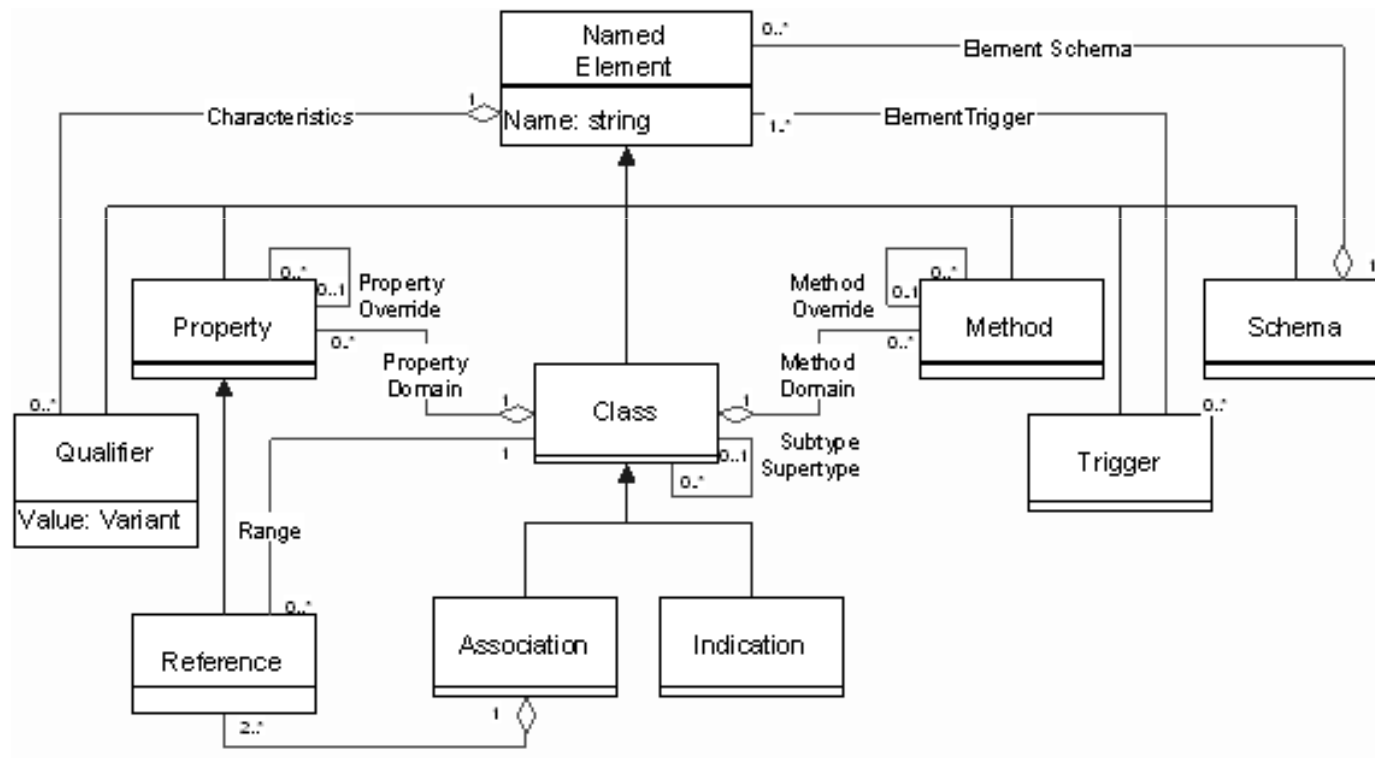 Named
Element
Name: string
0..*
Element Schema
1
Characteristics
1..*
ElementTrigger
1
0..*
0..1
Property
Override
Property
0..*
Property
Domain
Method
Override
0..*
0..1
Method
0..*
Method
Domain
Schema
1
Class
1
1
1
Subtype
Supertype
0..1
0..*
0..*
Qualifier
Value: Variant
0..*
Trigger
Range
0..*
Reference
Association
Indication
1
2..*